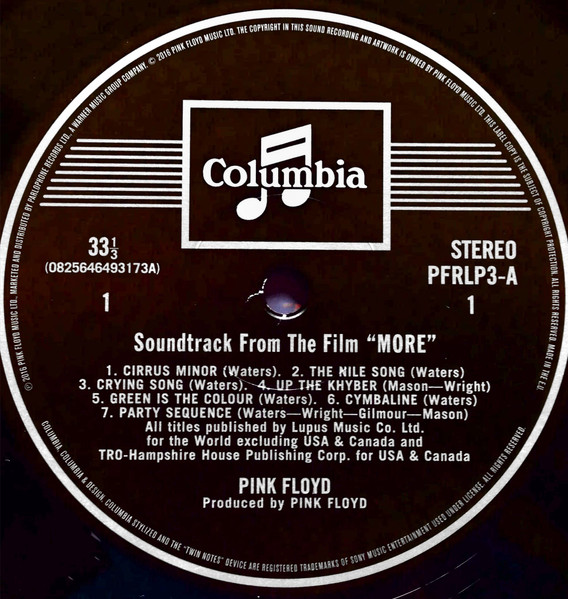 © 2016 PINK FLOYD MUSIC LTD., MARKETED AND DISTRIBUTED BY PARLOPHONE RECORDS LTD, A WARNER MUSIC GROUP COMPANY. © 2016 PINK FLOYD MUSIC LTD. THE COPYRIGHT IN THIS SOUND RECORDING AND ARTWORK IS OWNED BY PINK FLOYD MUSIC LTD. THIS LABEL COPY IS THE SUBJECT OF COPYRIGHT PROTECTION. ALL RIGHTS RESERVED. MADE IN THE E.U.
Columbia
33⅓
(0825646493173A)
1
STEREO
PFRLP3-A
1
Soundtrack From The Film “MORE”
1. CIRRUS MINOR (Waters). 2. THE NILE SONG (Waters)
3. CRYING SONG (Waters). 4. UP THE KHYBER (Mason—Wright)
5. GREEN IS THE COLOUR (Waters). 6. CYMBALINE (Waters)
7. PARTY SEQUENCE (Waters—Wright—Gilmour—Mason)
All titles published by Lupus Music Co. Ltd.
for the World excluding USA & Canada and
TRO-Hampshire House Publishing Corp. for USA & Canada
PINK FLOYD
Produced by PINK FLOYD
COLUMBIA, COLUMBIA & DESIGN, COLUMBIA STYLIZED AND THE “TWIN NOTES” DEVICE ARE REGISTERED TRADEMARKS OF SONY MUSIC ENTERTAINMENT USED UNDER LICENSE. ALL RIGHTS RESERVED.